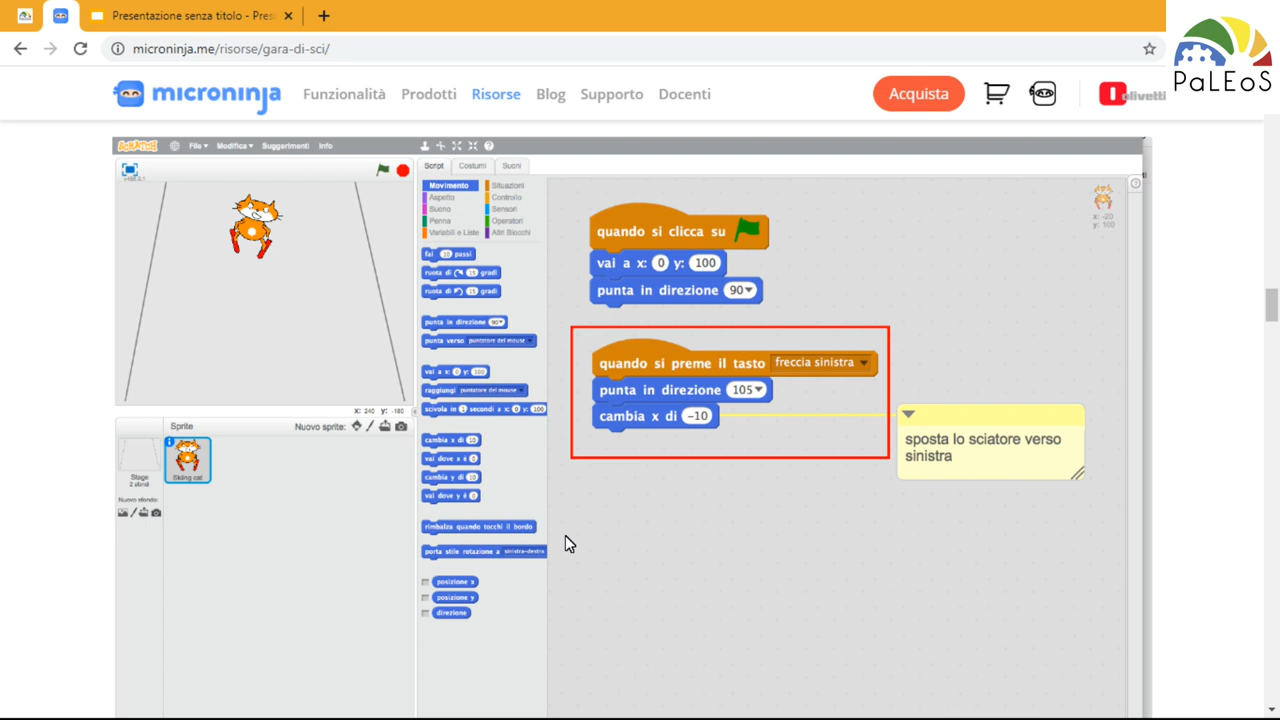 Presentazione senza titolo - Pres
microninja.me/risorse/gara-di-sci/
PaLEoS
microninja
Funzionalità
Prodotti
Risorse
Blog
Supporto
Docenti
Acquista
olivetti
SCRATCH
File
Modifica
Suggerimenti
Info
Script
Costumi
Suoni
Movimento
Situazioni
Aspetto
Controllo
Suono
Sensori
Penna
Operatori
Variabili e Liste
Altri Blocchi
fai 10 passi
ruota di 15 gradi
ruota di 15 gradi
punta in direzione 90
punta verso puntatore del mouse
vai a x: 0 y: 100
raggiungi puntatore del mouse
scivola in 1 secondi a x: 0 y: 100
cambia x di 10
vai dove x è 0
cambia y di 10
vai dove y è 0
rimbalza quando tocchi il bordo
porta stile rotazione a sinistra-destra
posizione x
posizione y
direzione
quando si clicca su
vai a x: 0 y: 100
punta in direzione 90
quando si preme il tasto freccia sinistra
punta in direzione 105
cambia x di -10
sposta lo sciatore verso
sinistra
x: -20
y: 100
x: 240 y: -180
Sprite
Nuovo sprite:
Skiing cat
Stage
2 sfondi
Nuovo sfondo: